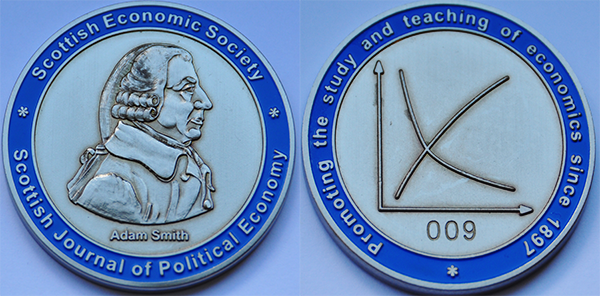 Scottish Economic Society
Adam Smith
* Scottish Journal of Political Economy *
Promoting the study and teaching of economics since 1897 *
009